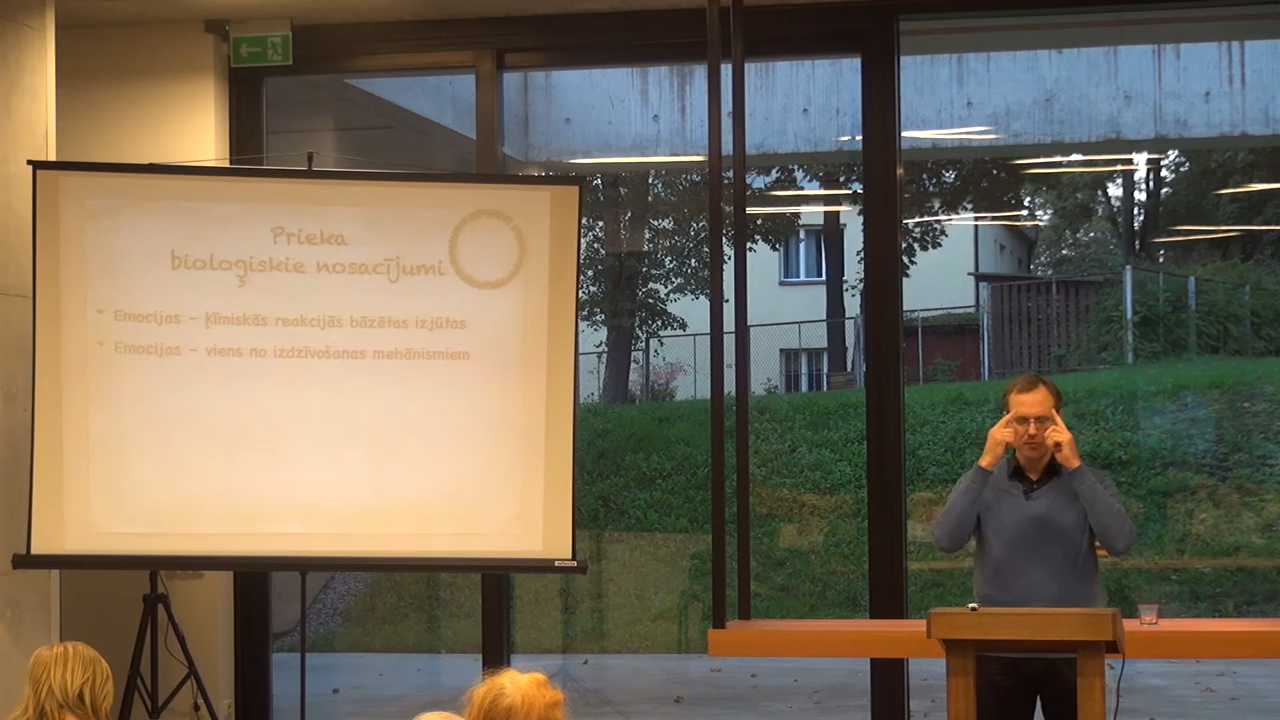 Prieka
bioloģiskie nosacījumi
* Emocijas - ķīmiskās reakcijās bāzētas izjūtas
* Emocijas - viens no izdzīvošanas mehānismiem